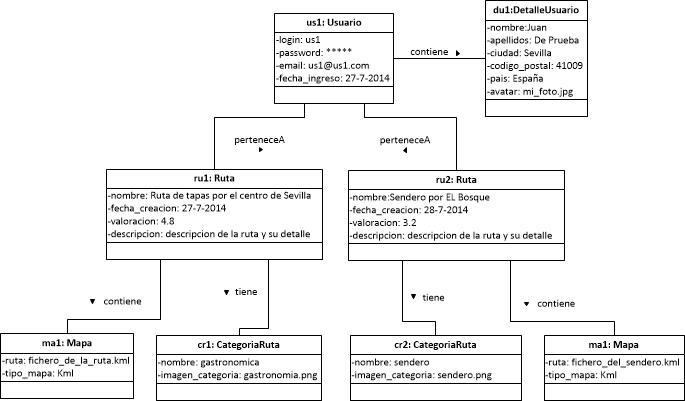 us1: Usuario
-login: us1
-password: *****
-email: us1@us1.com
-fecha_ingreso: 27-7-2014
contiene
du1:DetalleUsuario
-nombre:Juan
-apellidos: De Prueba
-ciudad: Sevilla
-codigo_postal: 41009
-pais: España
-avatar: mi_foto.jpg
perteneceA
perteneceA
ru1: Ruta
-nombre: Ruta de tapas por el centro de Sevilla
-fecha_creacion: 27-7-2014
-valoracion: 4.8
-descripcion: descripcion de la ruta y su detalle
ru2: Ruta
-nombre:Sendero por EL Bosque
-fecha_creacion: 28-7-2014
-valoracion: 3.2
-descripcion: descripcion de la ruta y su detalle
contiene
tiene
tiene
contiene
ma1: Mapa
-ruta: fichero_de_la_ruta.kml
-tipo_mapa: Kml
cr1: CategoriaRuta
-nombre: gastronomica
-imagen_categoria: gastronomia.png
cr2: CategoriaRuta
-nombre: sendero
-imagen_categoria: sendero.png
ma1: Mapa
-ruta: fichero_del_sendero.kml
-tipo_mapa: Kml